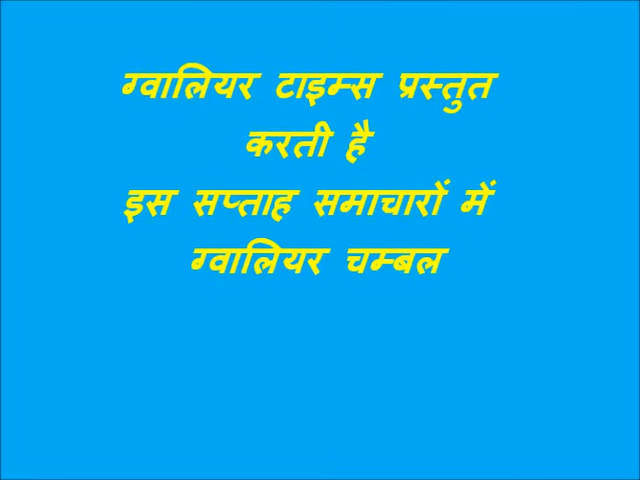 ग्वालियर टाइम्स प्रस्तुत
करती है
इस सप्ताह समाचारों में
ग्वालियर चम्बल